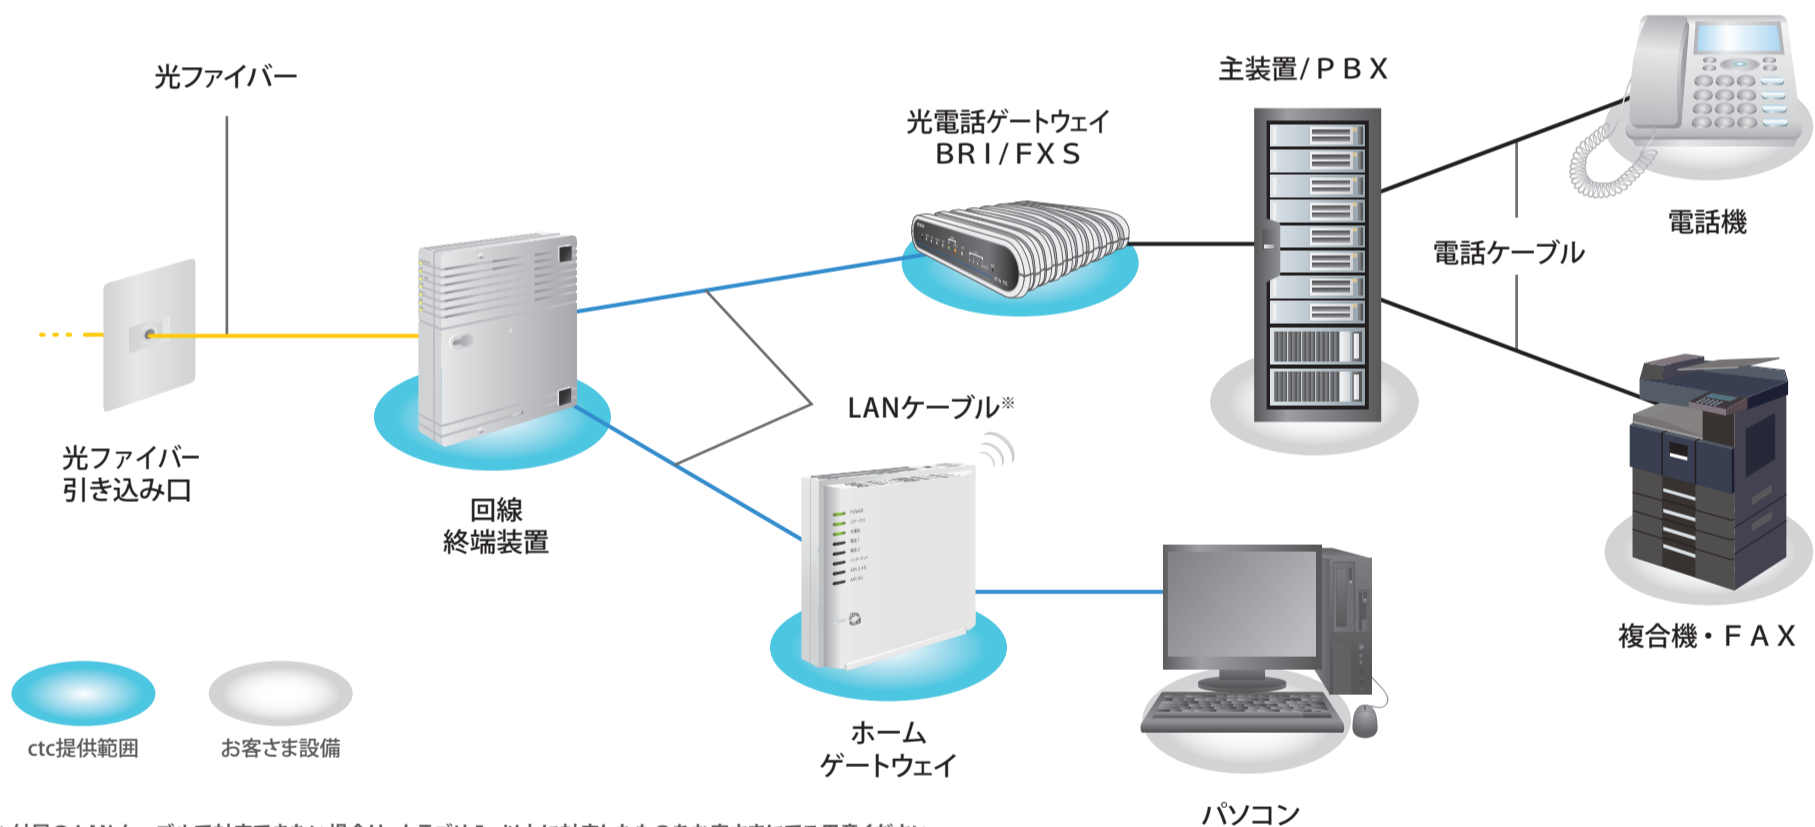 光ファイバー
主装置/ＰＢＸ
光電話ゲートウェイ
ＢＲＩ/ＦＸＳ
電話機
電話ケーブル
LANケーブル※
光ファイバー
引き込み口
回線
終端装置
POWER
複合機・ＦＡＸ
ctc提供範囲
お客さま設備
ホーム
ゲートウェイ
パソコン